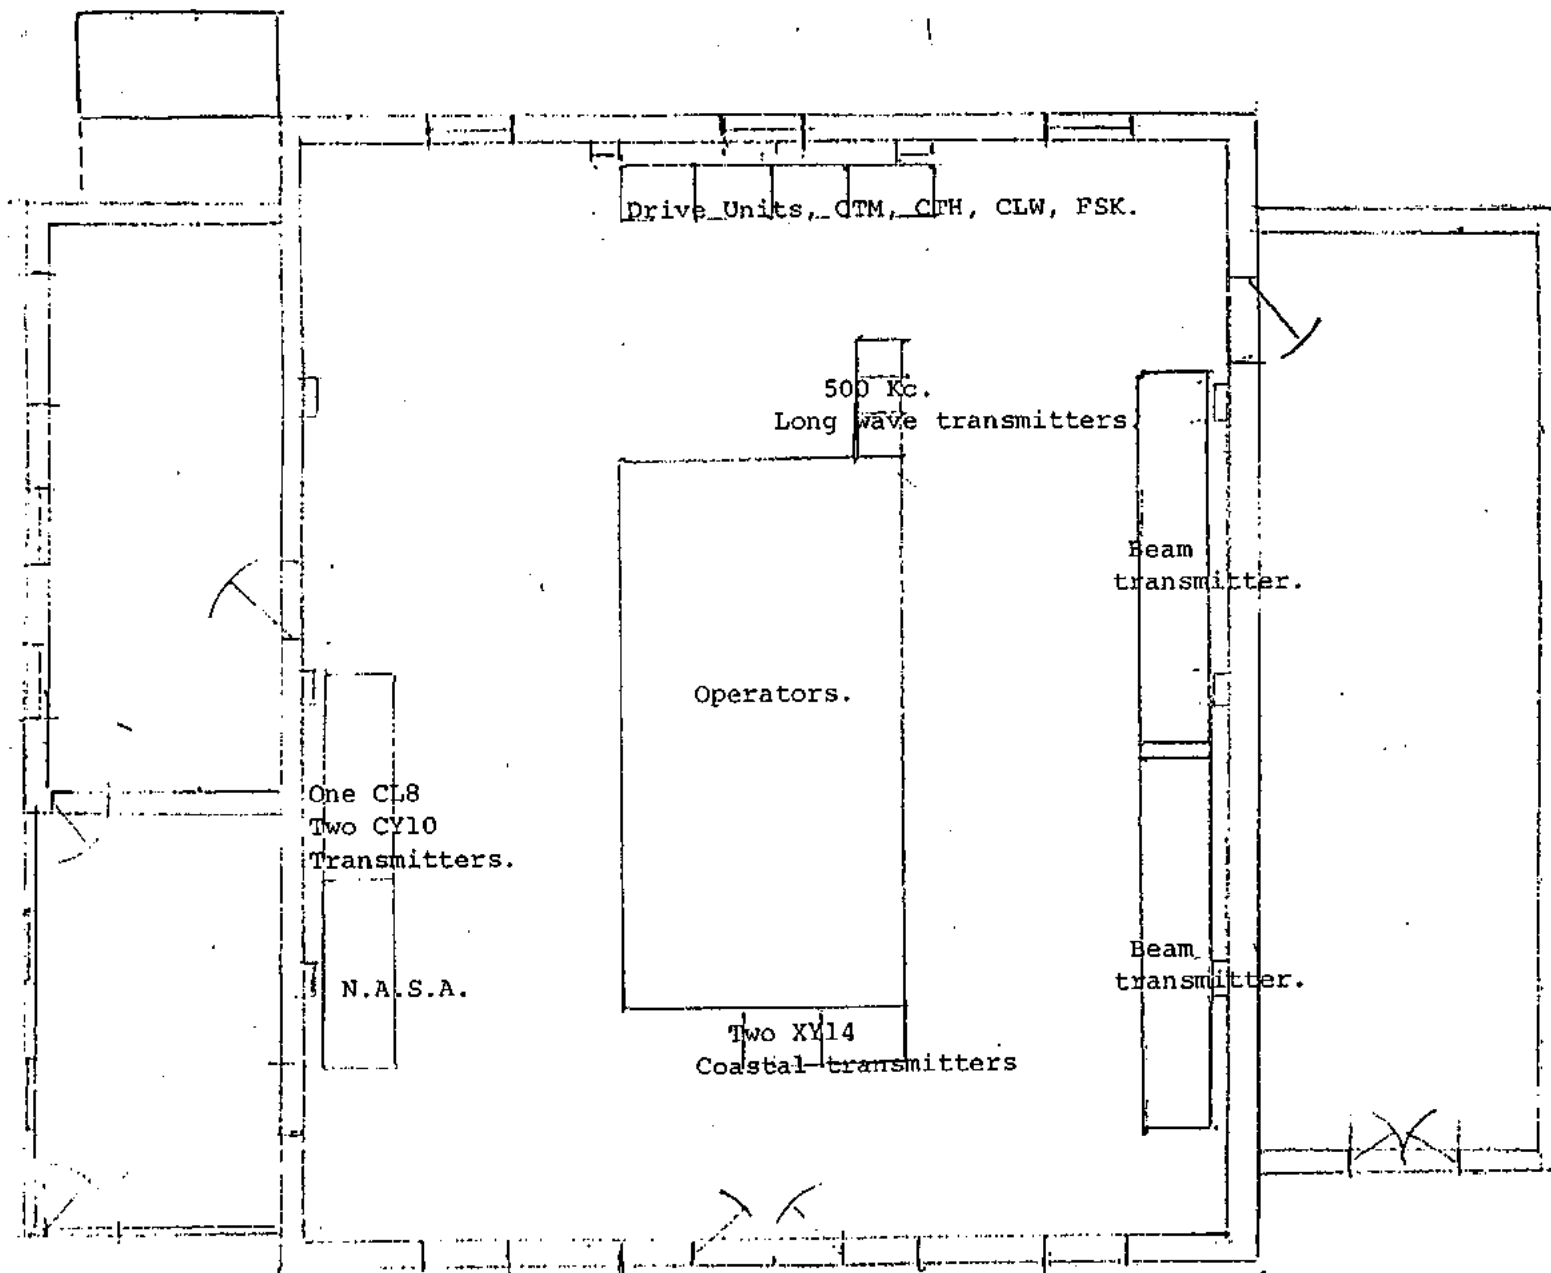 Drive Units, CTM, CTH, CLW, FSK.
500 Kc.
Long wave transmitters.
Beam
transmitter.
Operators.
One CL8
Two CY10
Transmitters.
N.A.S.A.
Beam
transmitter.
Two XY14
Coastal transmitters